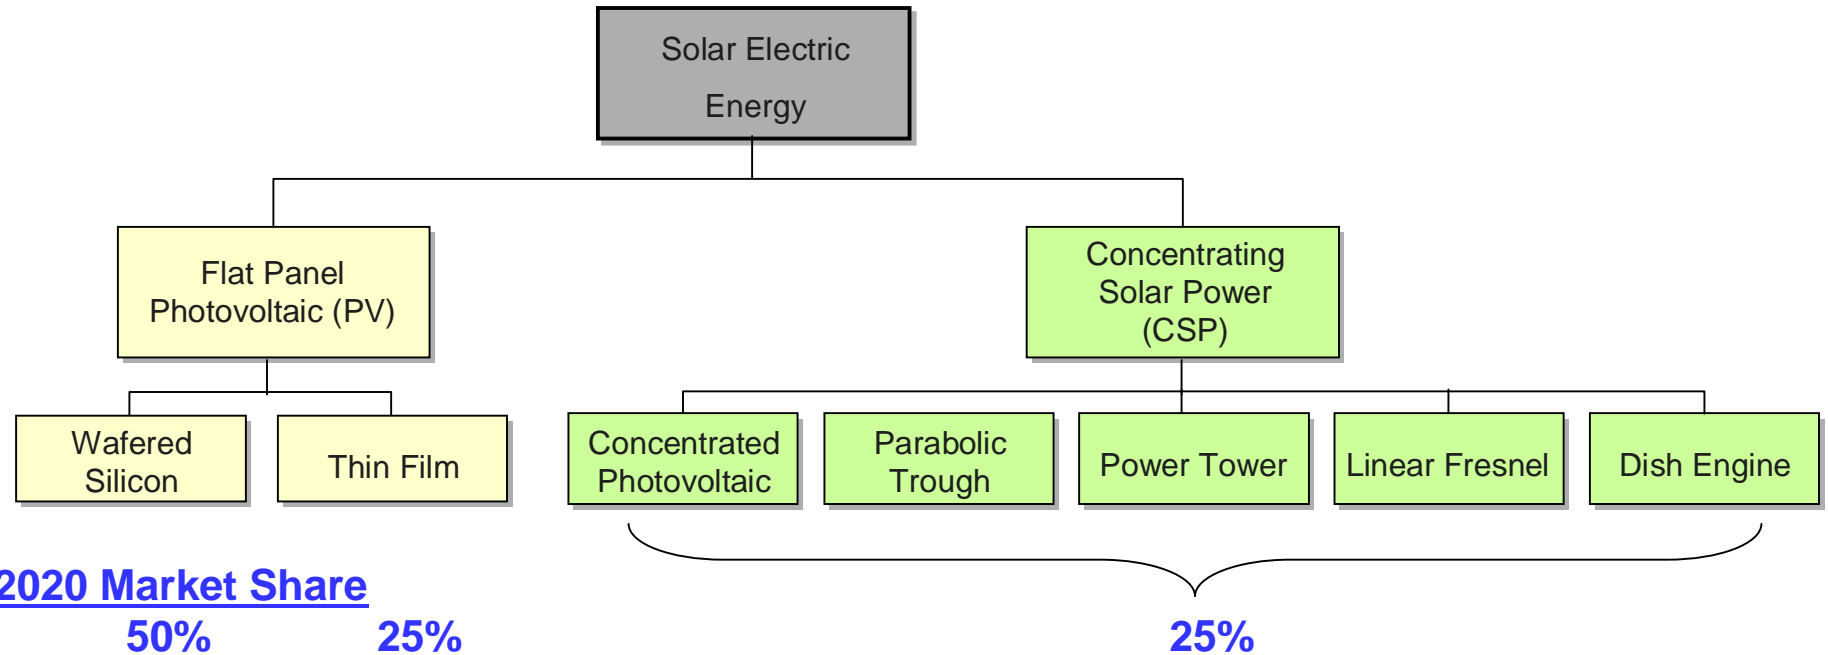 Solar Electric
Energy
Flat Panel
Photovoltaic (PV)
Concentrating
Solar Power
(CSP)
Wafered
Silicon
Thin Film
Concentrated
Photovoltaic
Parabolic
Trough
Power Tower
Linear Fresnel
Dish Engine
2020 Market Share
50% 25% 25%